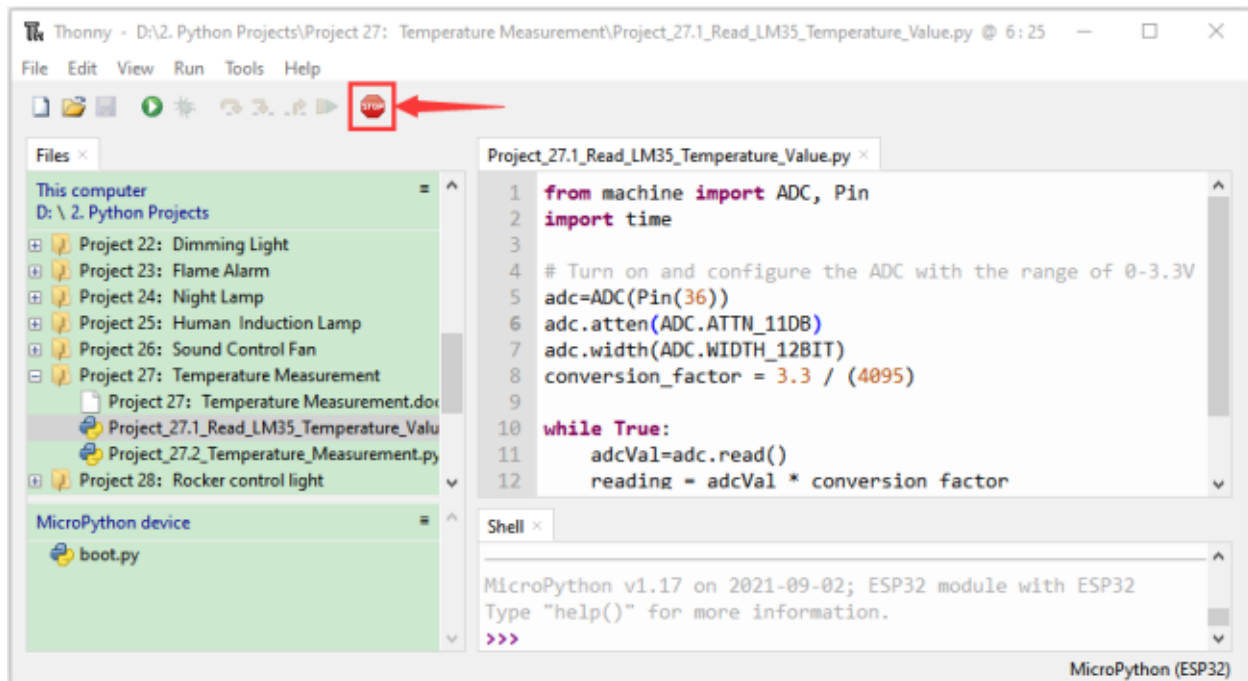 Thonny - D:\2. Python Projects\Project 27: Temperature Measurement\Project_27.1_Read_LM35_Temperature_Value.py @ 6:25
File Edit View Run Tools Help
STOP
Files
This computer
D: \ 2. Python Projects
Project 22: Dimming Light
Project 23: Flame Alarm
Project 24: Night Lamp
Project 25: Human Induction Lamp
Project 26: Sound Control Fan
Project 27: Temperature Measurement
Project 27: Temperature Measurement.doc
Project_27.1_Read_LM35_Temperature_Valu
Project_27.2_Temperature_Measurement.py
Project 28: Rocker control light
MicroPython device
boot.py
Project_27.1_Read_LM35_Temperature_Value.py
1 from machine import ADC, Pin
2 import time
3
4 # Turn on and configure the ADC with the range of 0-3.3V
5 adc=ADC(Pin(36))
6 adc.atten(ADC.ATTN_11DB)
7 adc.width(ADC.WIDTH_12BIT)
8 conversion_factor = 3.3 / (4095)
9
10 while True:
11 adcVal=adc.read()
12 reading = adcVal * conversion_factor
Shell
MicroPython v1.17 on 2021-09-02; ESP32 module with ESP32
Type "help()" for more information.
>>>
MicroPython (ESP32)